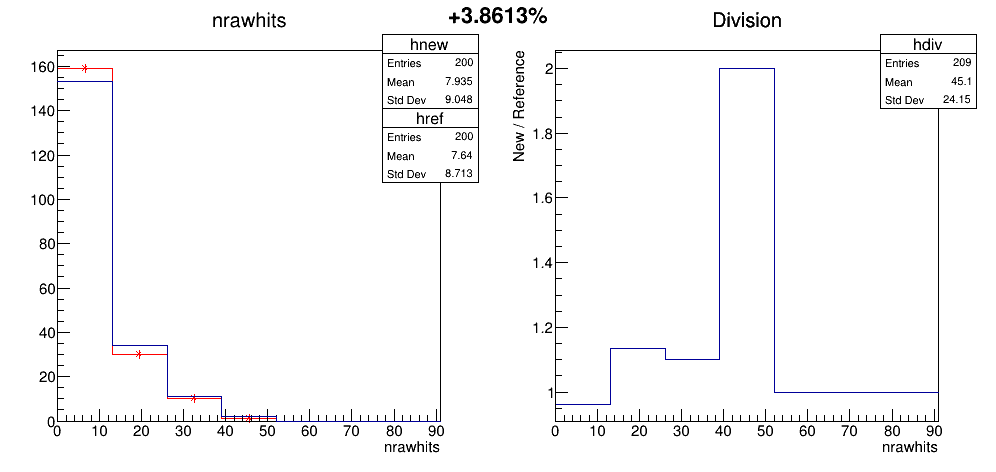 +3.8613%
nrawhits
hnew
Entries 200
Mean 7.935
Std Dev 9.048
href
Entries 200
Mean 7.64
Std Dev 8.713
160
140
120
100
80
60
40
20
0
0 10 20 30 40 50 60 70 80 90
nrawhits
Division
hdiv
Entries 209
Mean 45.1
Std Dev 24.15
New / Reference
2
1.8
1.6
1.4
1.2
1
0 10 20 30 40 50 60 70 80 90
nrawhits